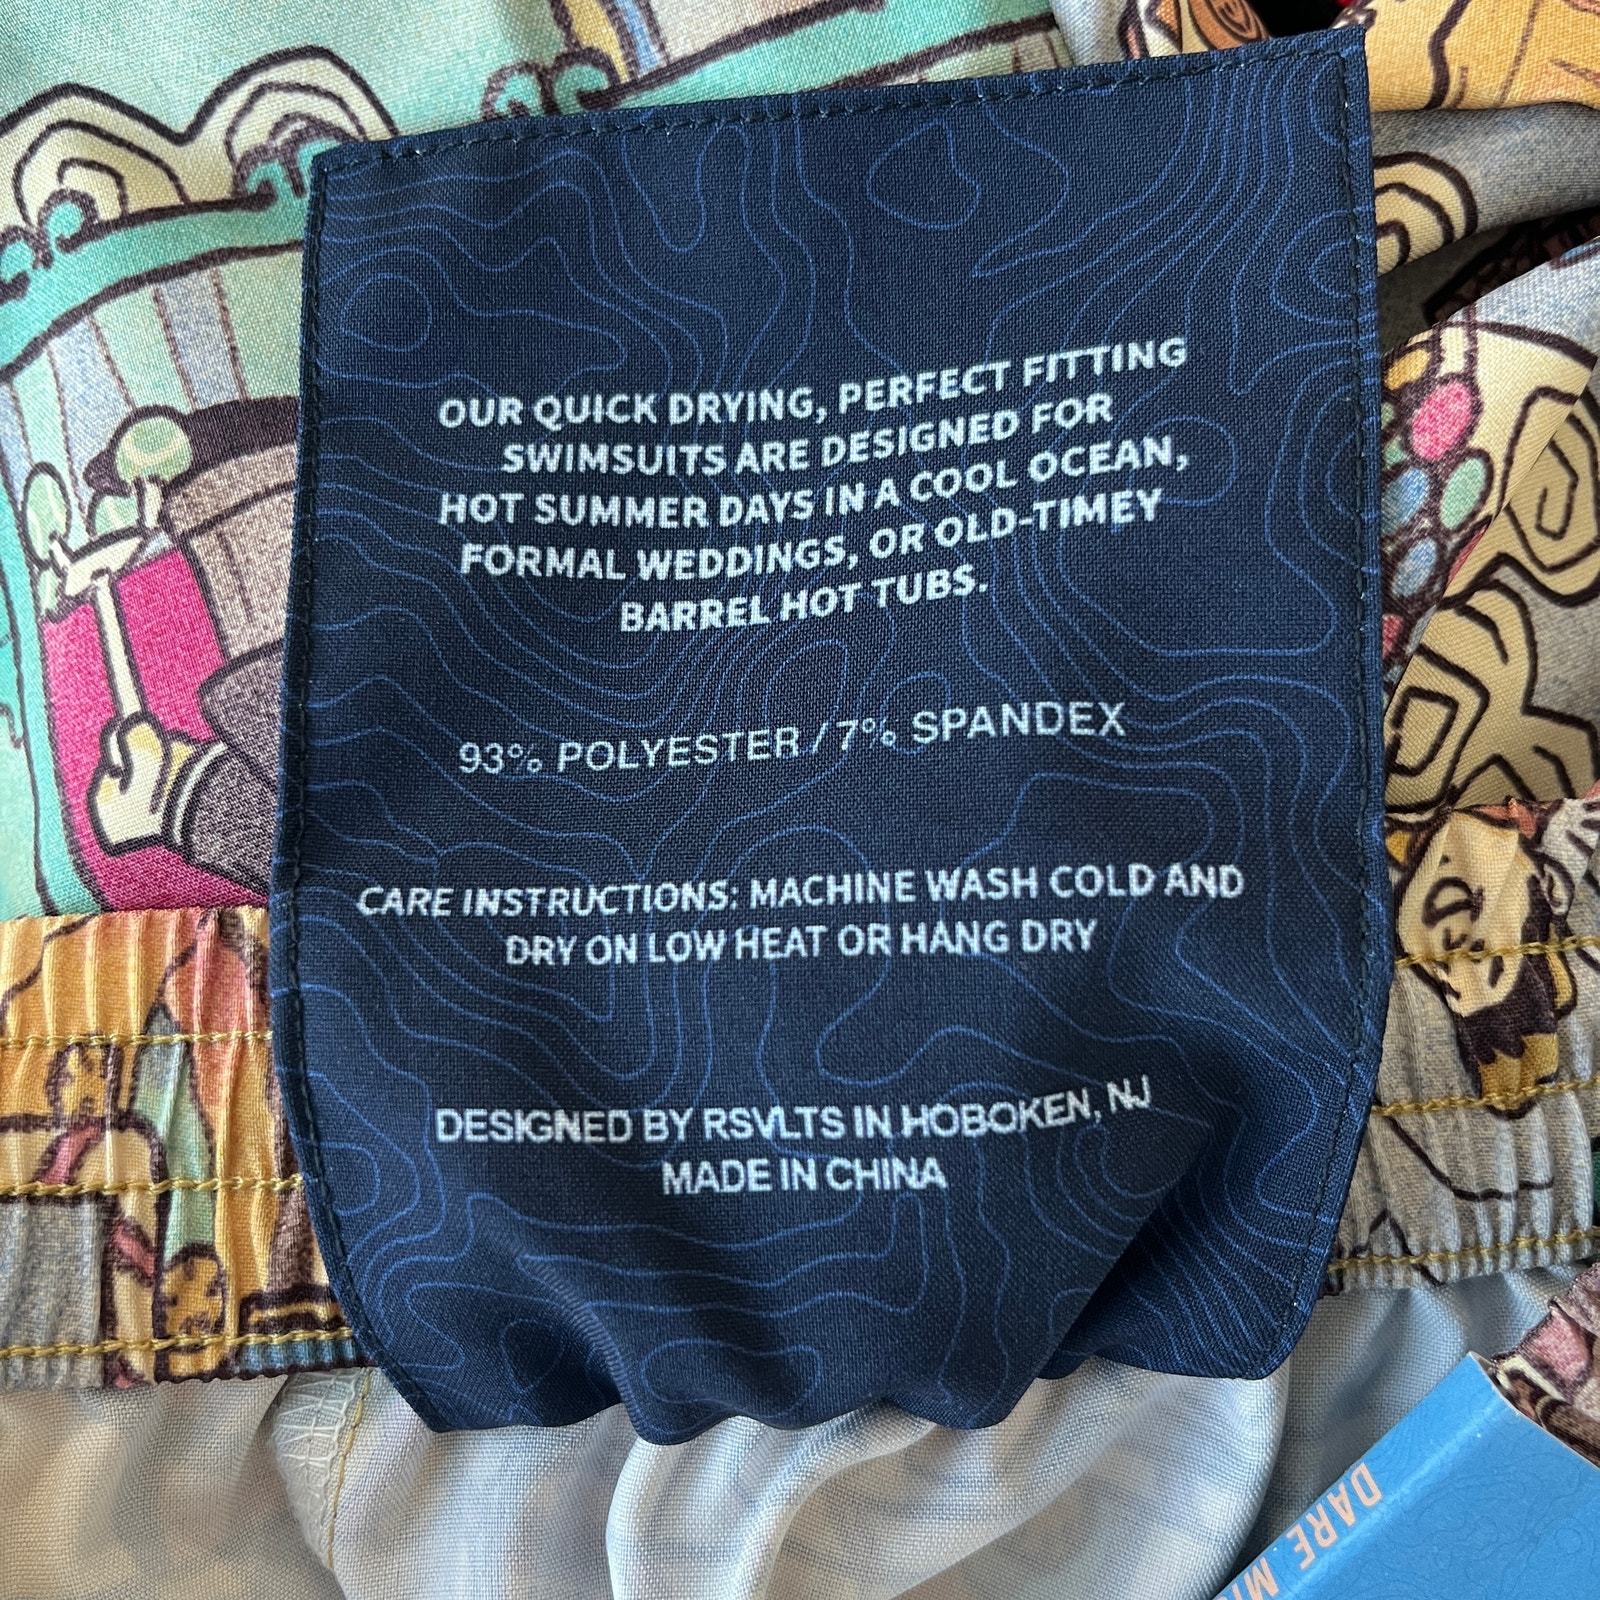 OUR QUICK DRYING, PERFECT FITTING
SWIMSUITS ARE DESIGNED FOR
HOT SUMMER DAYS IN A COOL OCEAN,
FORMAL WEDDINGS, OR OLD-TIMEY
BARREL HOT TUBS.
93% POLYESTER / 7% SPANDEX
CARE INSTRUCTIONS: MACHINE WASH COLD AND
DRY ON LOW HEAT OR HANG DRY
DESIGNED BY RSVLTS IN HOBOKEN, NJ
MADE IN CHINA
DARE